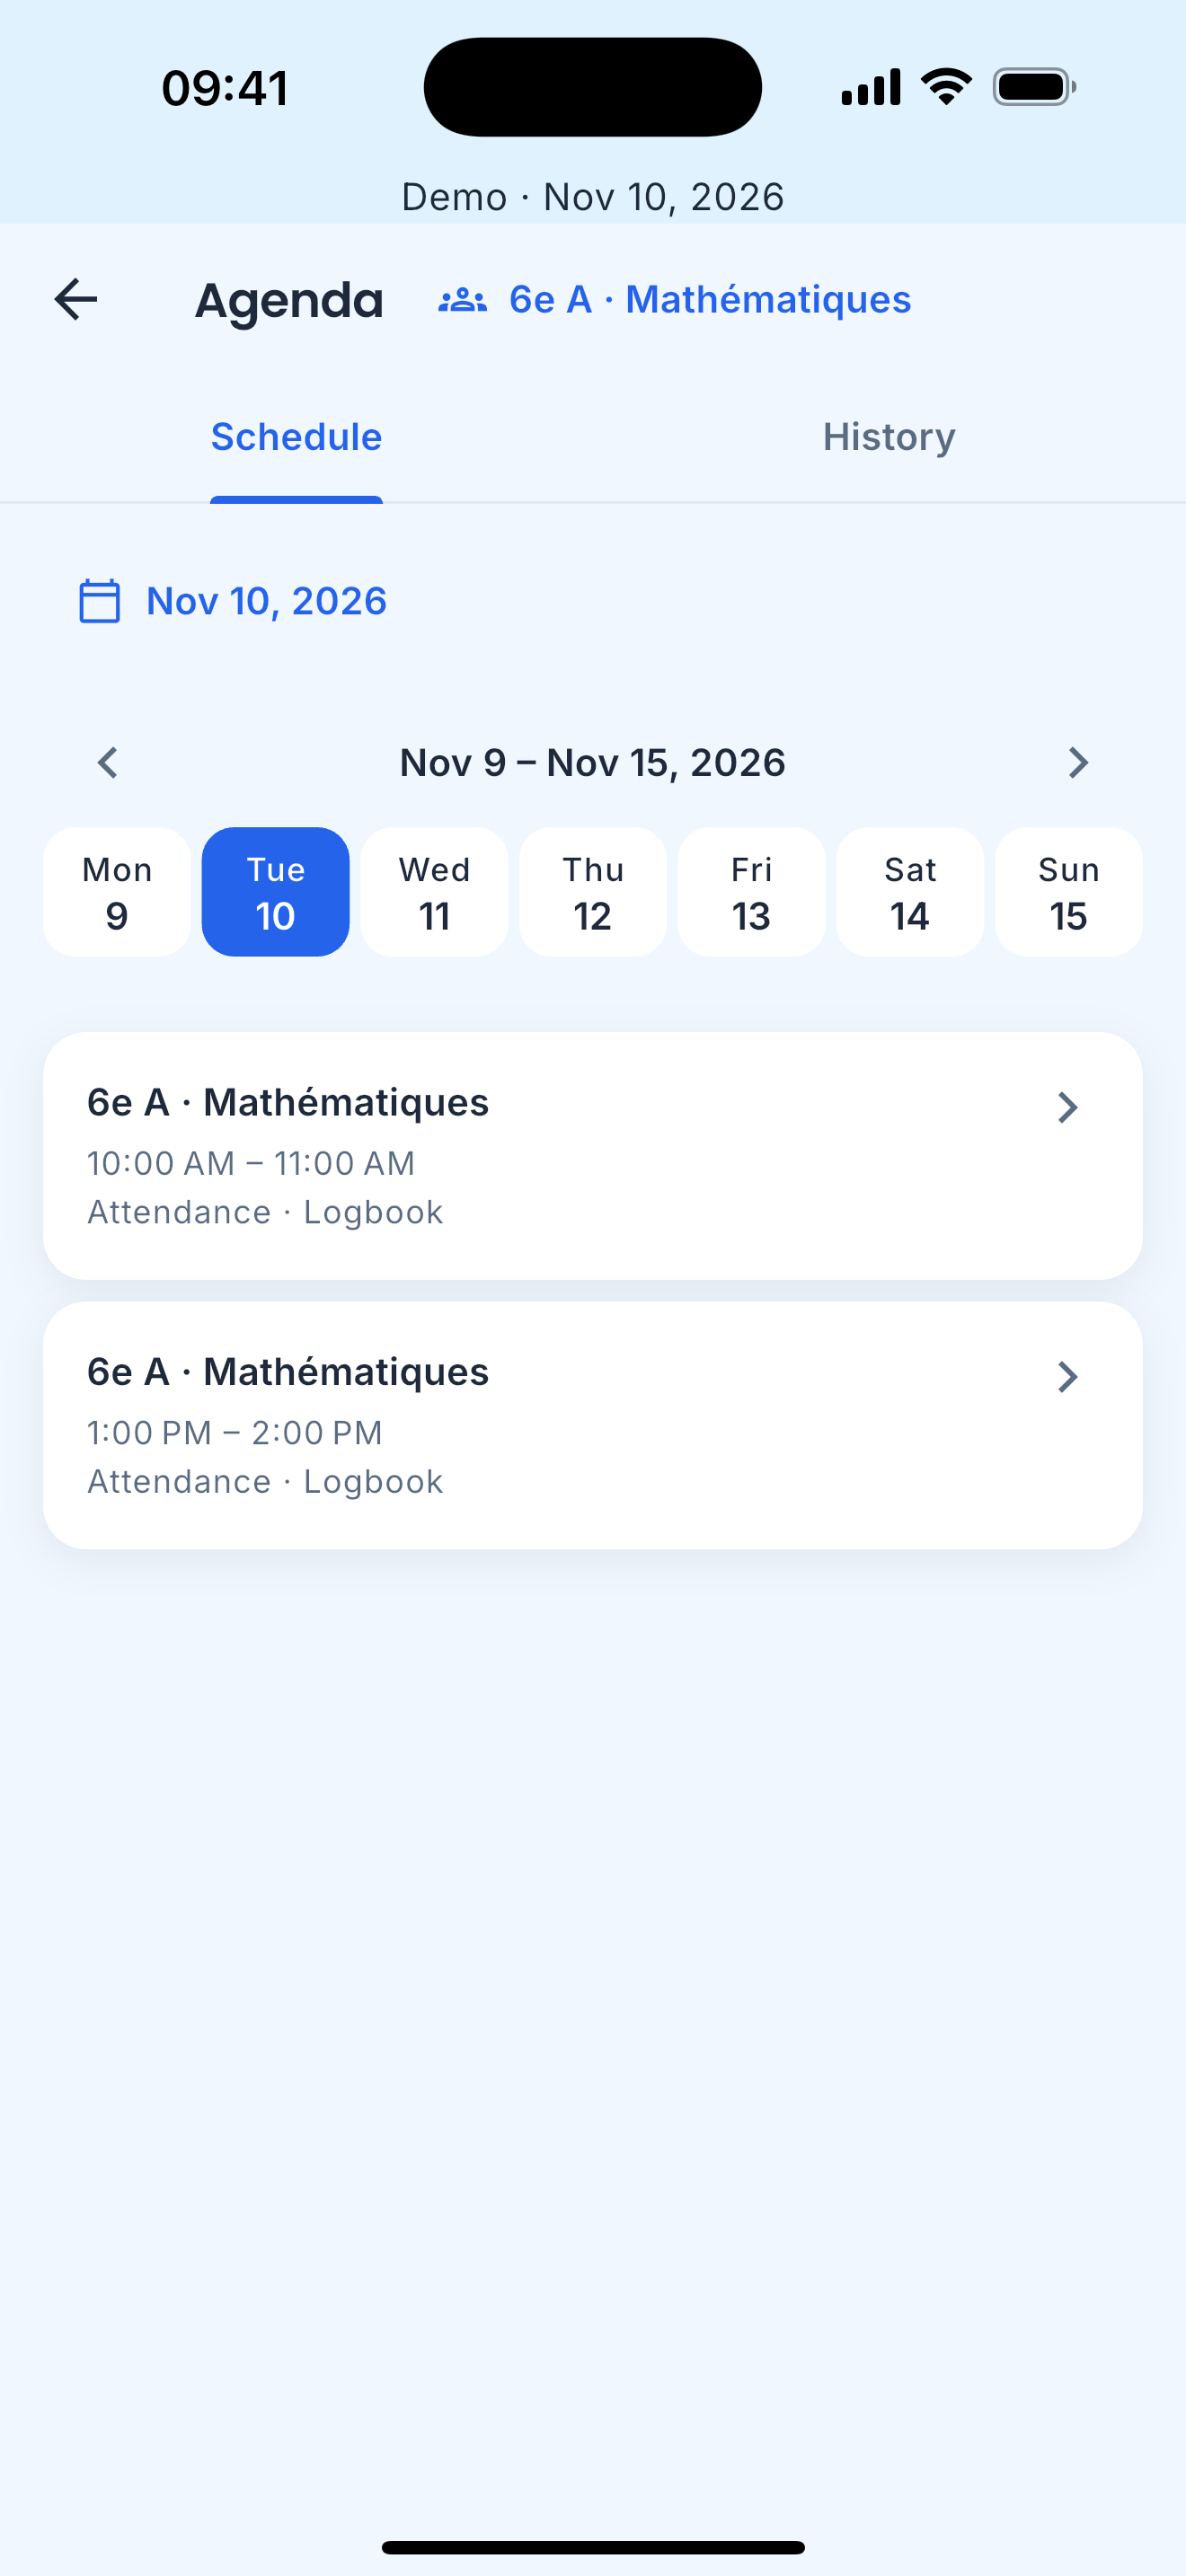 09:41
Demo · Nov 10, 2026
Agenda 6e A · Mathématiques
Schedule History
Nov 10, 2026
Nov 9 – Nov 15, 2026
Mon Tue Wed Thu Fri Sat Sun
9 10 11 12 13 14 15
6e A · Mathématiques
10:00 AM – 11:00 AM
Attendance · Logbook
6e A · Mathématiques
1:00 PM – 2:00 PM
Attendance · Logbook